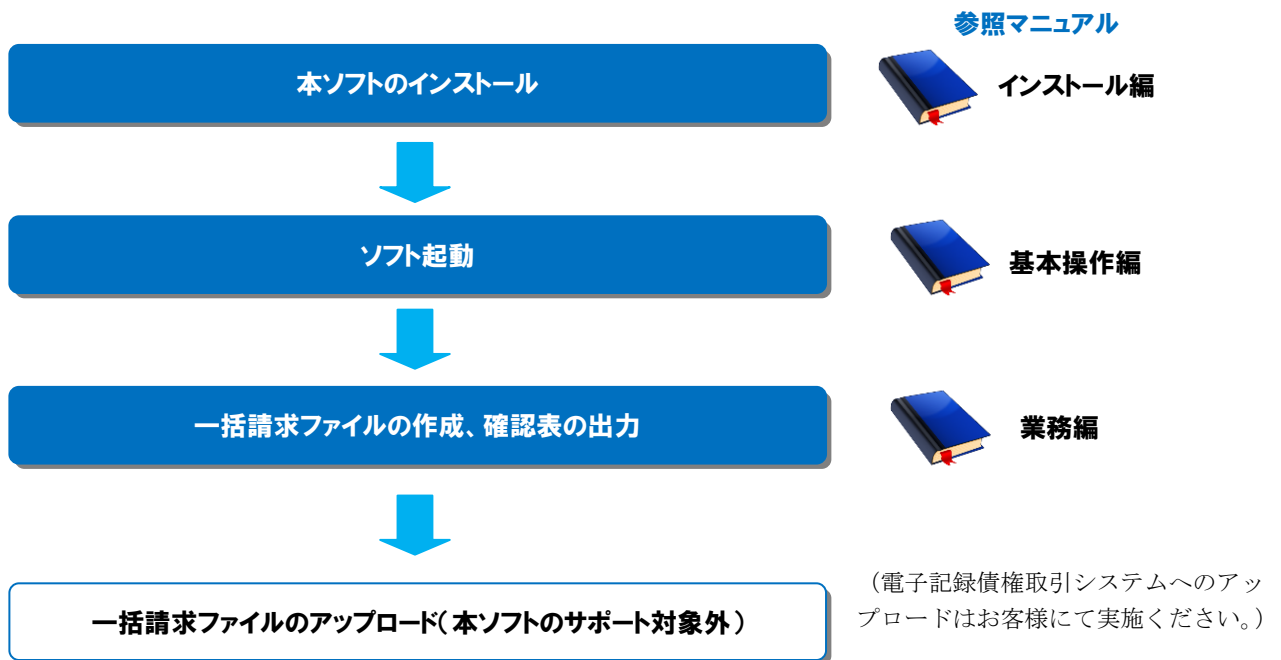 参照マニュアル
本ソフトのインストール
インストール編
ソフト起動
基本操作編
一括請求ファイルの作成、確認表の出力
業務編
一括請求ファイルのアップロード(本ソフトのサポート対象外)
(電子記録債権取引システムへのアッ
プロードはお客様にて実施ください。)